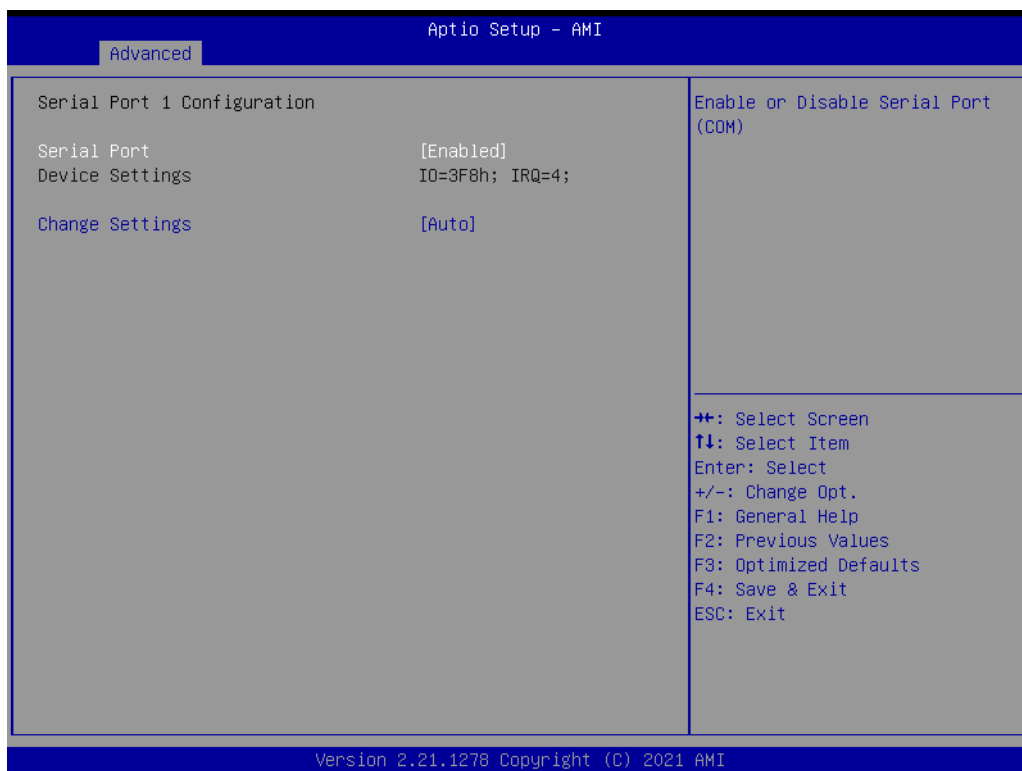 Aptio Setup – AMI
Advanced
Serial Port 1 Configuration
Serial Port [Enabled]
Device Settings IO=3F8h; IRQ=4;
Change Settings [Auto]
Enable or Disable Serial Port
(COM)
→←: Select Screen
↑↓: Select Item
Enter: Select
+/-: Change Opt.
F1: General Help
F2: Previous Values
F3: Optimized Defaults
F4: Save & Exit
ESC: Exit
Version 2.21.1278 Copyright (C) 2021 AMI